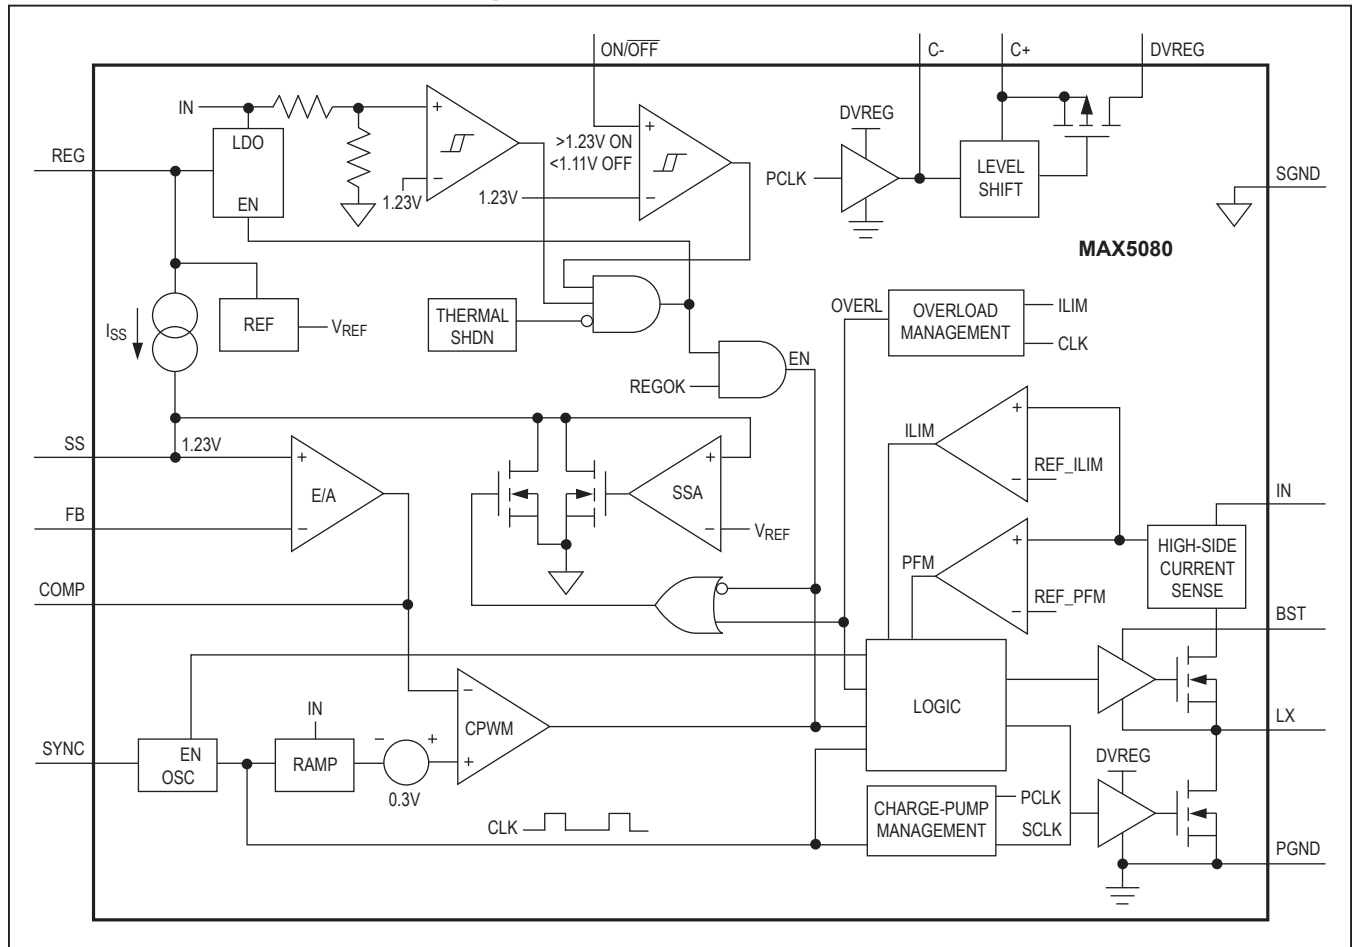 ON/OFF
C-
C+
DVREG
IN
LDO
EN
REG
+
−
1.23V
>1.23V ON
<1.11V OFF
+
1.23V
−
DVREG
PCLK
LEVEL
SHIFT
SGND
MAX5080
ISS
REF
VREF
THERMAL
SHDN
OVERL
OVERLOAD
MANAGEMENT
ILIM
CLK
EN
REGOK
SS
1.23V
+
E/A
−
FB
+
SSA
−
VREF
ILIM
+
REF_ILIM
−
PFM
+
REF_PFM
−
HIGH-SIDE
CURRENT
SENSE
IN
COMP
BST
LOGIC
LX
IN
−
CPWM
+
SYNC
EN
OSC
RAMP
−
+
0.3V
DVREG
CLK
CHARGE-PUMP
MANAGEMENT
PCLK
SCLK
PGND